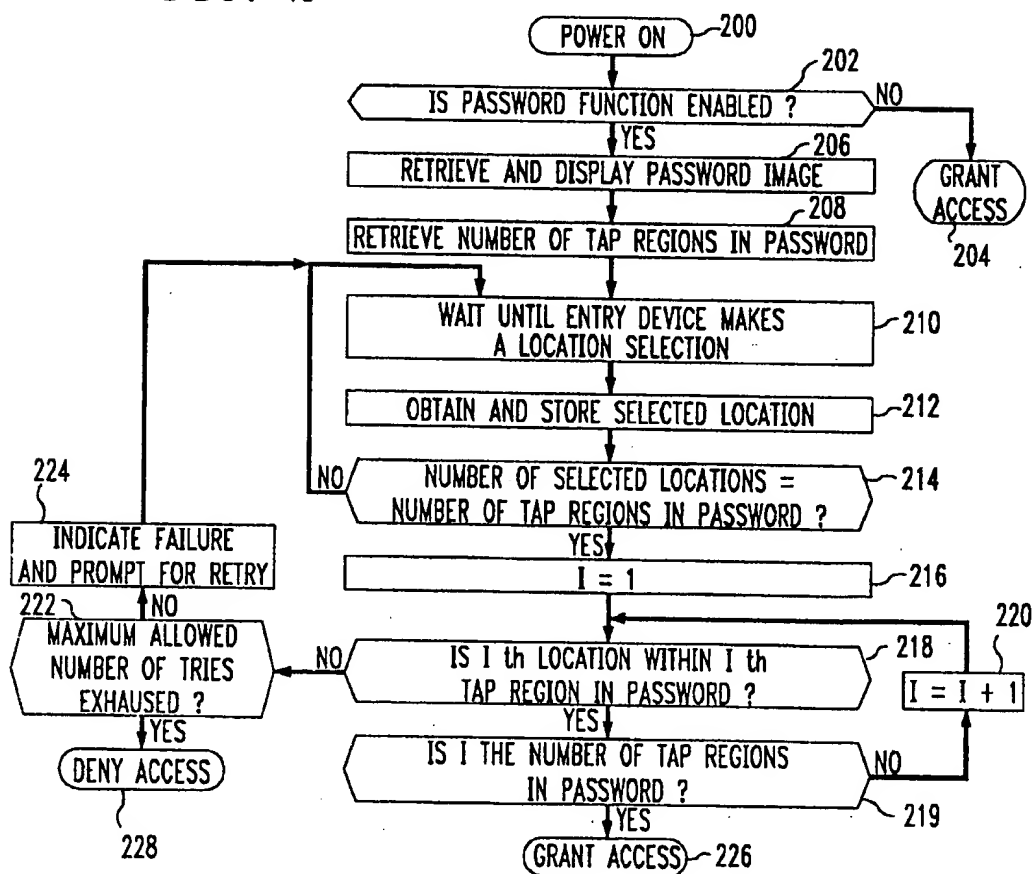 POWER ON
200
202
IS PASSWORD FUNCTION ENABLED ?
NO
YES
206
RETRIEVE AND DISPLAY PASSWORD IMAGE
GRANT
ACCESS
204
208
RETRIEVE NUMBER OF TAP REGIONS IN PASSWORD
WAIT UNTIL ENTRY DEVICE MAKES
A LOCATION SELECTION
210
OBTAIN AND STORE SELECTED LOCATION
212
NO
NUMBER OF SELECTED LOCATIONS =
NUMBER OF TAP REGIONS IN PASSWORD ?
214
YES
224
INDICATE FAILURE
AND PROMPT FOR RETRY
I = 1
216
222
NO
MAXIMUM ALLOWED
NUMBER OF TRIES
EXHAUSED ?
NO
IS I th LOCATION WITHIN I th
TAP REGION IN PASSWORD ?
218
220
I = I + 1
YES
YES
DENY ACCESS
228
IS I THE NUMBER OF TAP REGIONS
IN PASSWORD ?
NO
219
YES
GRANT ACCESS
226